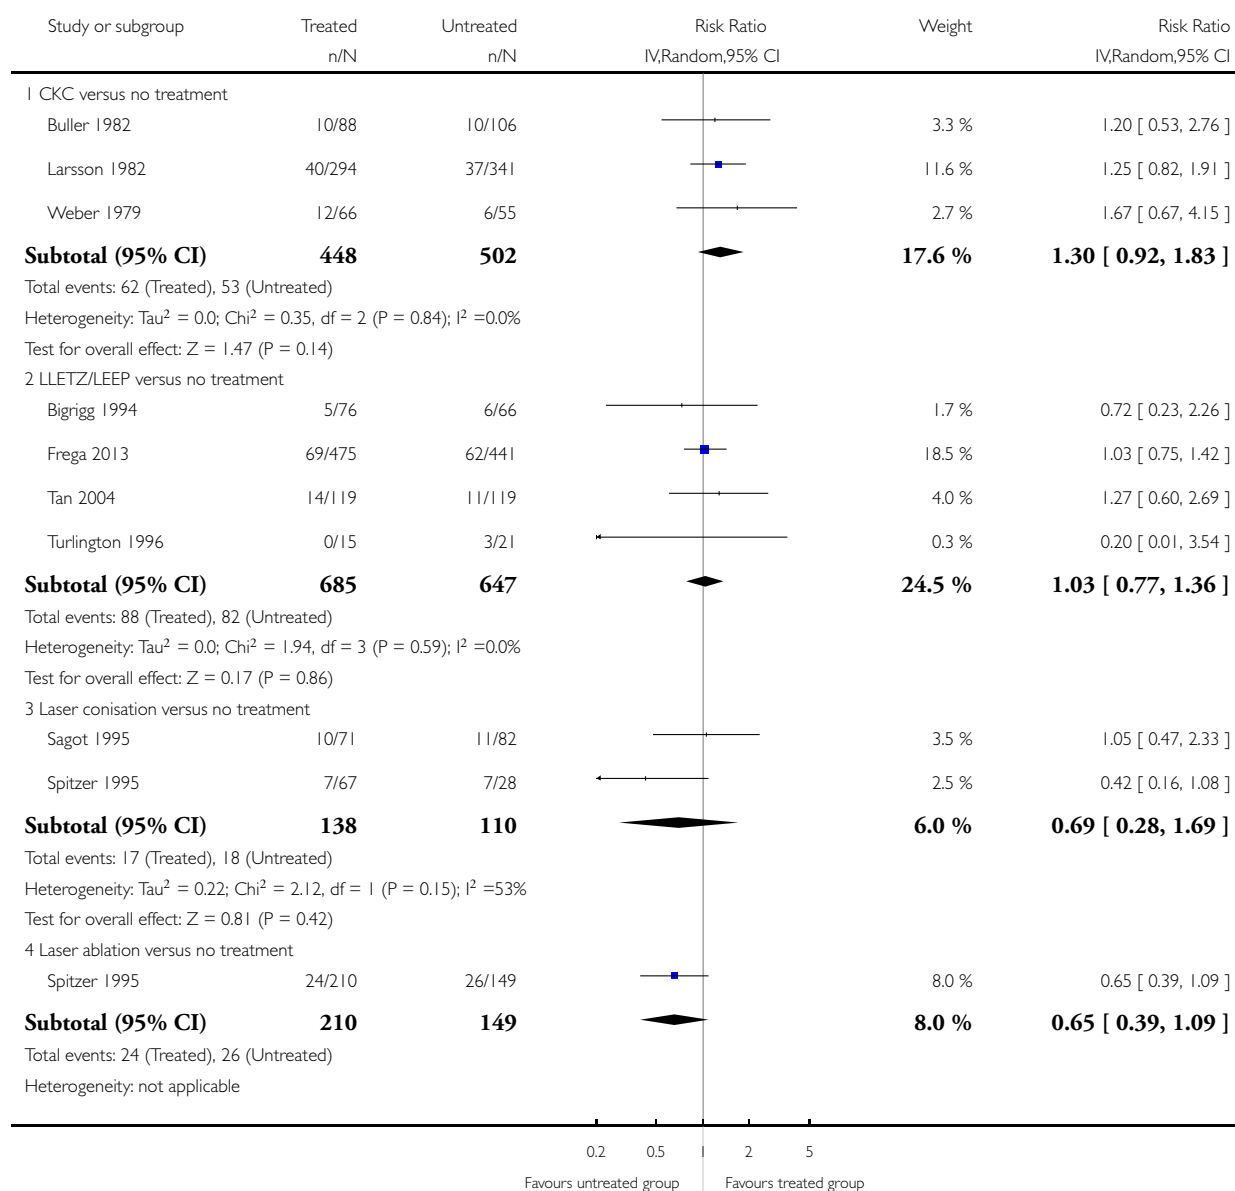 Study or subgroup Treated Untreated Risk Ratio Weight Risk Ratio
n/N n/N IV,Random,95% CI IV,Random,95% CI
1 CKC versus no treatment
Buller 1982 10/88 10/106 3.3 % 1.20 [ 0.53, 2.76 ]
Larsson 1982 40/294 37/341 11.6 % 1.25 [ 0.82, 1.91 ]
Weber 1979 12/66 6/55 2.7 % 1.67 [ 0.67, 4.15 ]
Subtotal (95% CI) 448 502 17.6 % 1.30 [ 0.92, 1.83 ]
Total events: 62 (Treated), 53 (Untreated)
Heterogeneity: Tau² = 0.0; Chi² = 0.35, df = 2 (P = 0.84); I² =0.0%
Test for overall effect: Z = 1.47 (P = 0.14)
2 LLETZ/LEEP versus no treatment
Bigrigg 1994 5/76 6/66 1.7 % 0.72 [ 0.23, 2.26 ]
Frega 2013 69/475 62/441 18.5 % 1.03 [ 0.75, 1.42 ]
Tan 2004 14/119 11/119 4.0 % 1.27 [ 0.60, 2.69 ]
Turlington 1996 0/15 3/21 0.3 % 0.20 [ 0.01, 3.54 ]
Subtotal (95% CI) 685 647 24.5 % 1.03 [ 0.77, 1.36 ]
Total events: 88 (Treated), 82 (Untreated)
Heterogeneity: Tau² = 0.0; Chi² = 1.94, df = 3 (P = 0.59); I² =0.0%
Test for overall effect: Z = 0.17 (P = 0.86)
3 Laser conisation versus no treatment
Sagot 1995 10/71 11/82 3.5 % 1.05 [ 0.47, 2.33 ]
Spitzer 1995 7/67 7/28 2.5 % 0.42 [ 0.16, 1.08 ]
Subtotal (95% CI) 138 110 6.0 % 0.69 [ 0.28, 1.69 ]
Total events: 17 (Treated), 18 (Untreated)
Heterogeneity: Tau² = 0.22; Chi² = 2.12, df = 1 (P = 0.15); I² =53%
Test for overall effect: Z = 0.81 (P = 0.42)
4 Laser ablation versus no treatment
Spitzer 1995 24/210 26/149 8.0 % 0.65 [ 0.39, 1.09 ]
Subtotal (95% CI) 210 149 8.0 % 0.65 [ 0.39, 1.09 ]
Total events: 24 (Treated), 26 (Untreated)
Heterogeneity: not applicable
0.2 0.5 1 2 5
Favours untreated group Favours treated group